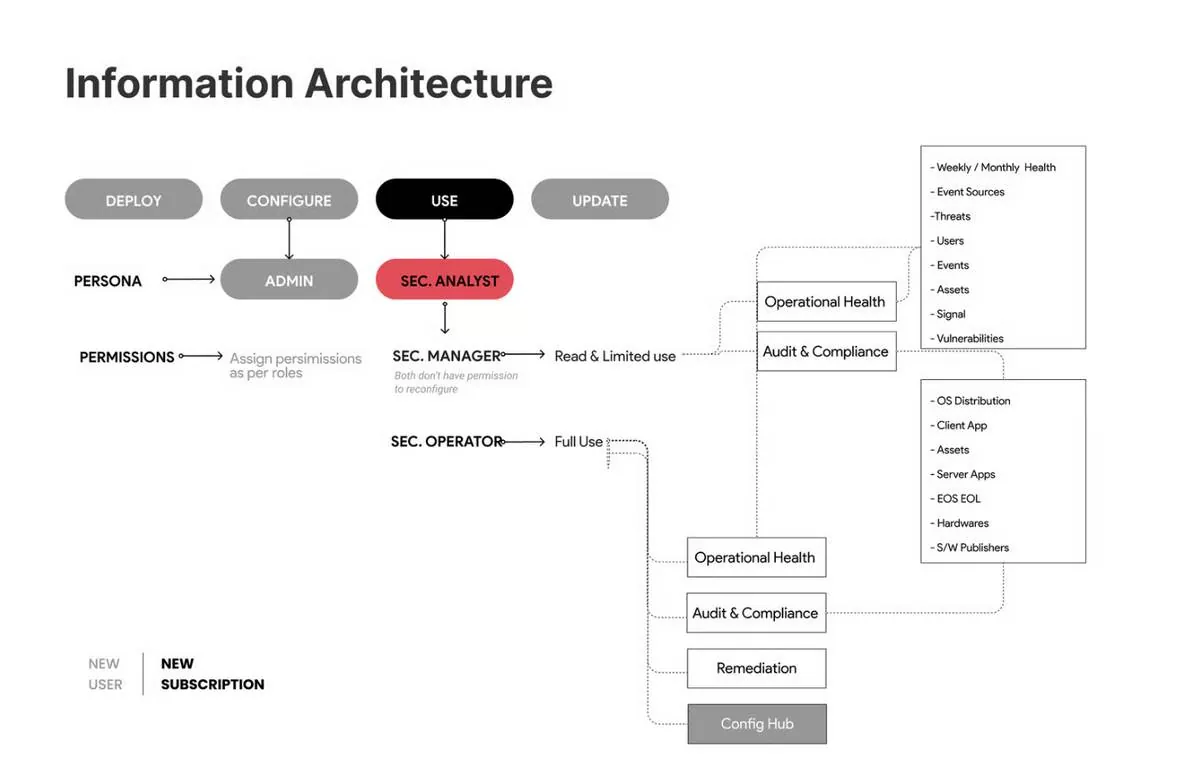 Information Architecture
DEPLOY
CONFIGURE
USE
UPDATE
PERSONA
ADMIN
SEC. ANALYST
PERMISSIONS
Assign persimissions
as per roles
SEC. MANAGER
Both don't have permission
to reconfigure
Read & Limited use
SEC. OPERATOR
Full Use
Operational Health
Audit & Compliance
- Weekly / Monthly Health
- Event Sources
-Threats
- Users
- Events
- Assets
- Signal
- Vulnerabilities
- OS Distribution
- Client App
- Assets
- Server Apps
- EOS EOL
- Hardwares
- S/W Publishers
Operational Health
Audit & Compliance
Remediation
Config Hub
NEW
USER
NEW
SUBSCRIPTION